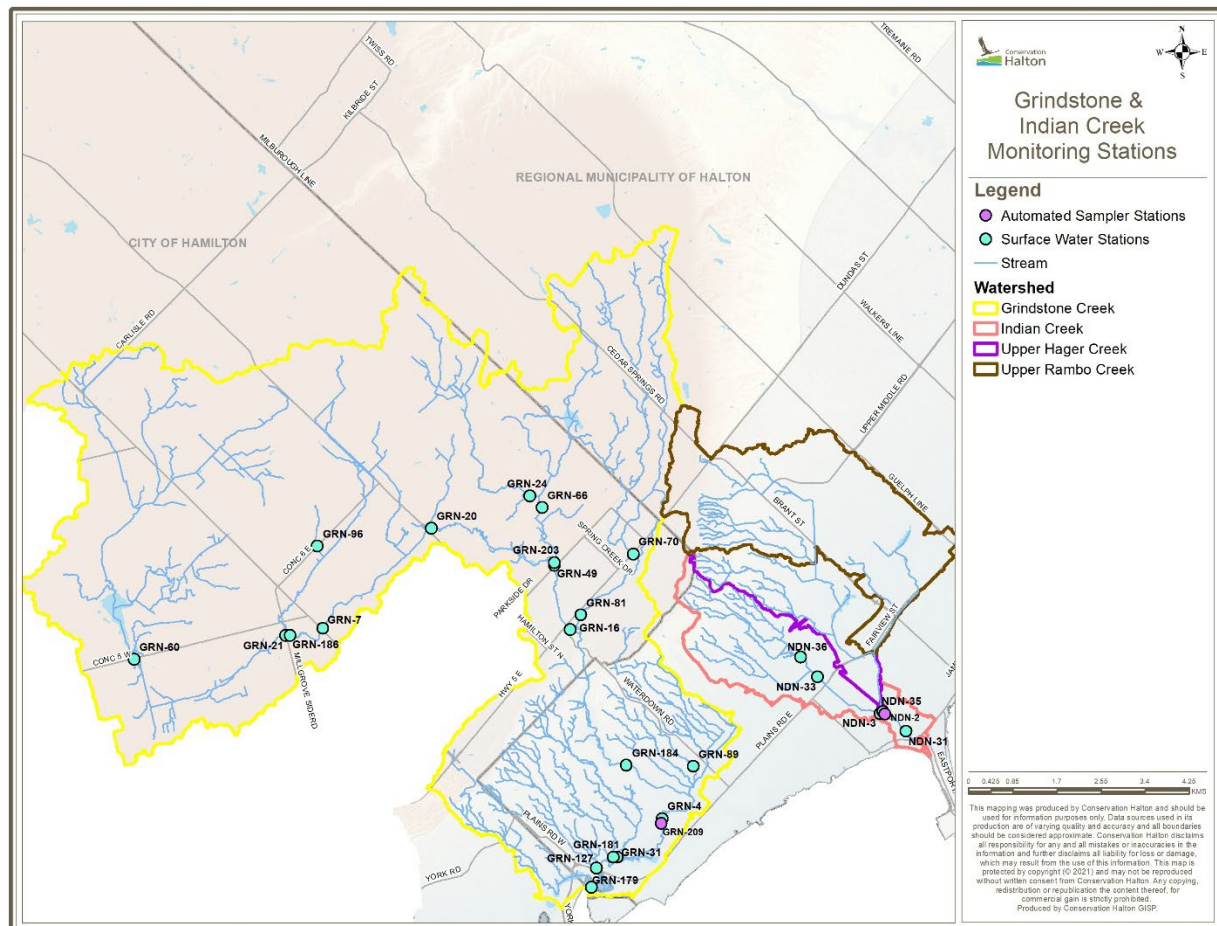 TWISS RD
KILBRIDE ST
TREMAINE RD
MILBOROUGH LINE
REGIONAL MUNICIPALITY OF HALTON
CITY OF HAMILTON
DUNDAS ST
CARLISLE RD
WALKERS LINE
CEDAR SPRINGS RD
UPPER MIDDLE RD
GUELPH LINE
BRANT ST
GRN-24
GRN-66
GRN-20
SPRING CREEK DR
GRN-96
CONC 6 E
GRN-203
GRN-49
GRN-70
PARKSIDE DR
GRN-81
FAIRVIEW ST
GRN-7
GRN-16
HAMILTON ST N
GRN-21
GRN-186
CONC 5 W
GRN-60
NDN-36
NDN-33
MILLGROVE SIDERD
HWY 5 E
WATERDOWN RD
PLAINS RD E
NDN-35
NDN-3
NDN-2
NDN-31
JAM
EASTPOR
GRN-184
GRN-89
GRN-4
GRN-209
PLAINS RD W
GRN-181
GRN-31
GRN-127
GRN-179
YORK RD
YORK
Conservation
Halton
N
W E
S
Grindstone &
Indian Creek
Monitoring Stations
Legend
Automated Sampler Stations
Surface Water Stations
Stream
Watershed
Grindstone Creek
Indian Creek
Upper Hager Creek
Upper Rambo Creek
0 0.425 0.85 1.7 2.55 3.4 4.25
KMS
This mapping was produced by Conservation Halton and should be
used for information purposes only. Data sources used in its
production are of varying quality and accuracy and all boundaries
should be considered approximate. Conservation Halton disclaims
all responsibility for any and all mistakes or inaccuracies in the
information and further disclaims all liability for loss or damage,
which may result from the use of this information. This map is
protected by copyright (© 2021) and may not be reproduced
without written consent from Conservation Halton. Any copying,
redistribution or republication the content thereof, for
commercial gain is strictly prohibited.
Produced by Conservation Halton GISP.